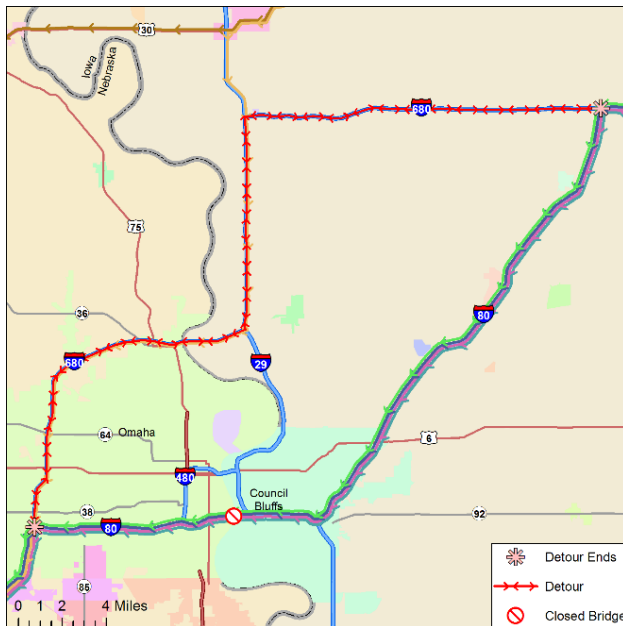 30
Iowa
Nebraska
680
75
80
36
680
29
64
Omaha
6
480
Council
Bluffs
38
92
80
85
0 1 2 4 Miles
Detour Ends
Detour
Closed Bridge